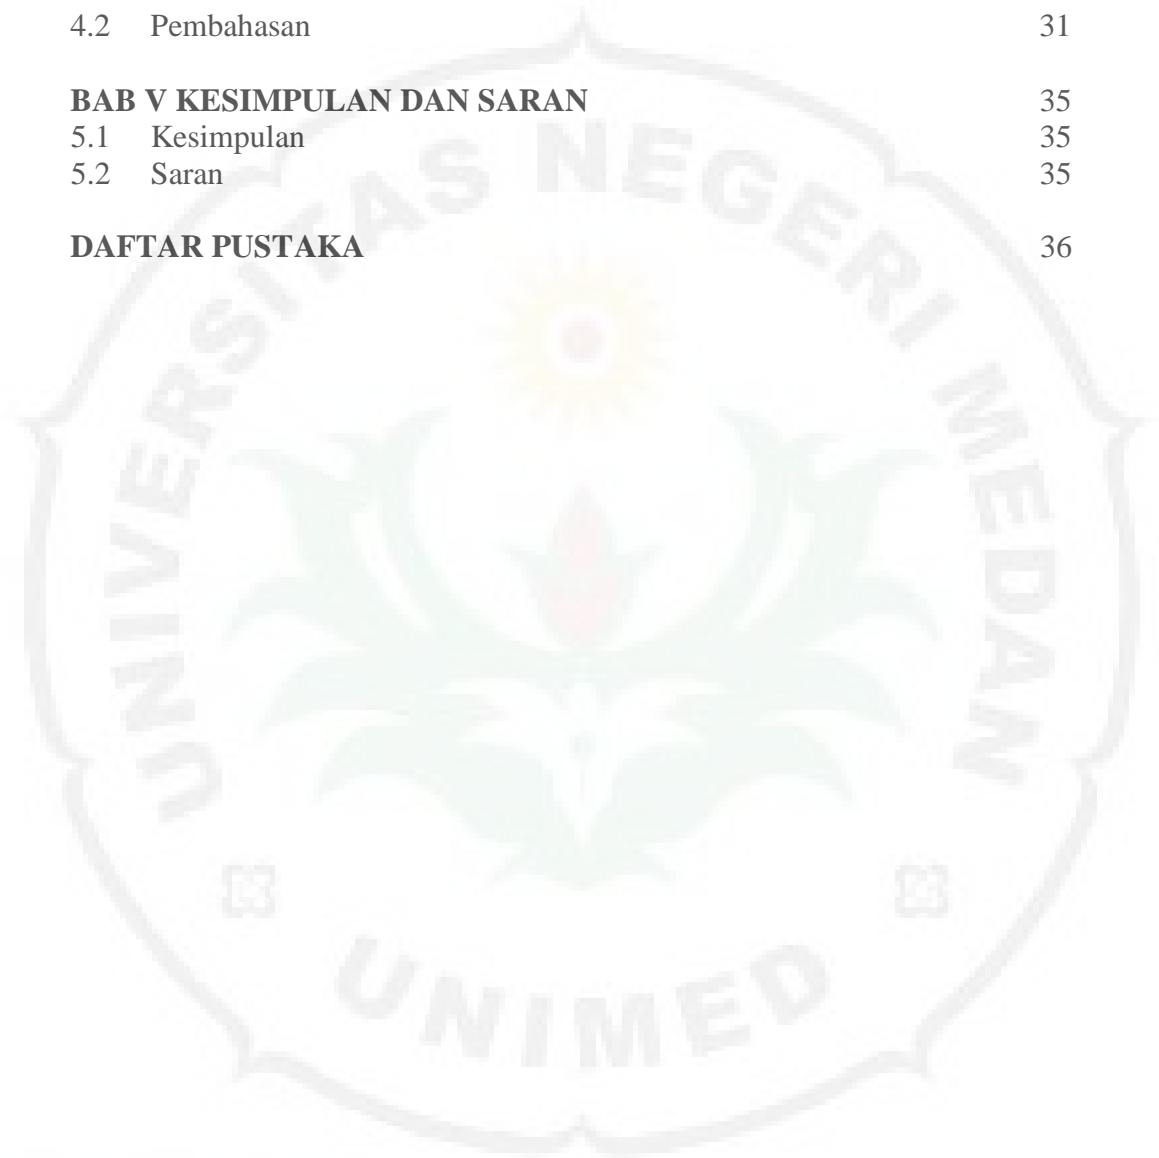 4.2 Pembahasan 31
BAB V KESIMPULAN DAN SARAN 35
5.1 Kesimpulan 35
5.2 Saran 35
DAFTAR PUSTAKA 36
UNIVERSITAS NEGERI MEDAN
UNIMED